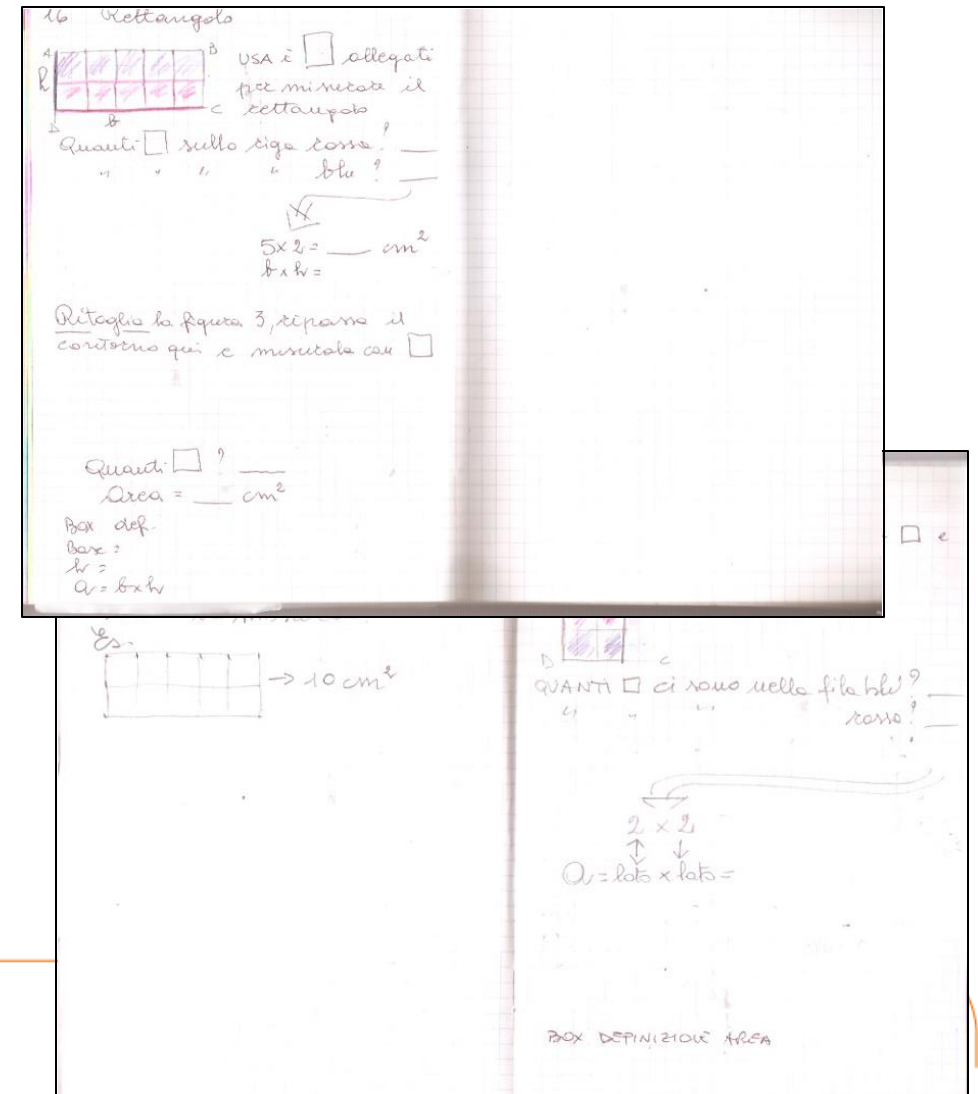 16 Rettangolo
A
B
h
b
D
C
USA i □ allegati
per misurare il
rettangolo
Quanti □ sulla riga rossa? ___
" " " " blu? ___
5x2= ___ cm²
b x h =
Ritaglia la figura 3, ripassa il
contorno qui e misurala con □
Quanti □ ? ___
Area = ___ cm²
Box def.
Base =
h =
a = b x h
□ e
Es.
→ 10 cm²
D
C
QUANTI □ ci sono nella fila blu? ___
" " " rossa? ___
2 x 2
a = lato x lato =
BOX DEFINIZIONE AREA